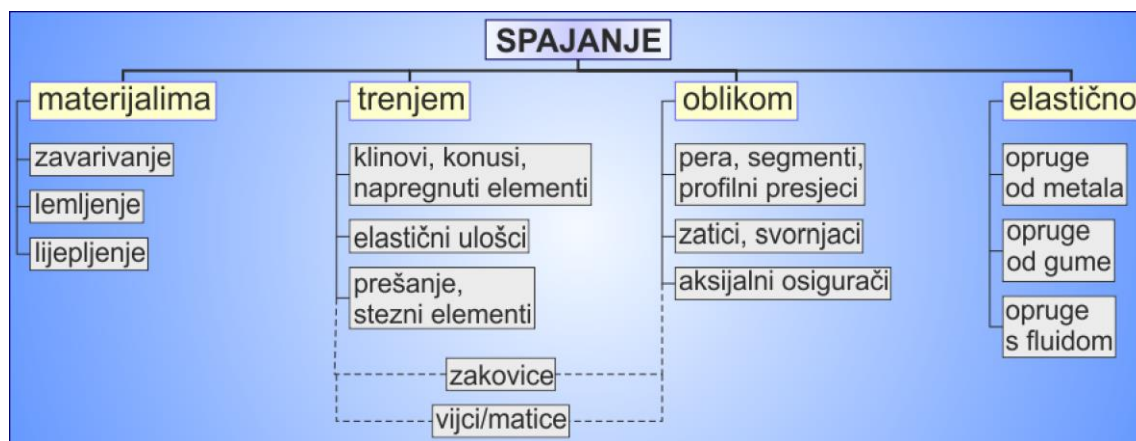 SPAJANJE
materijalima
zavarivanje
lemljenje
lijepljenje
trenjem
klinovi, konusi,
napregnuti elementi
elastični ulošci
prešanje,
stezni elementi
oblikom
pera, segmenti,
profilni presjeci
zatici, svornjaci
aksijalni osigurači
zakovice
vijci/matice
elastično
opruge
od metala
opruge
od gume
opruge
s fluidom